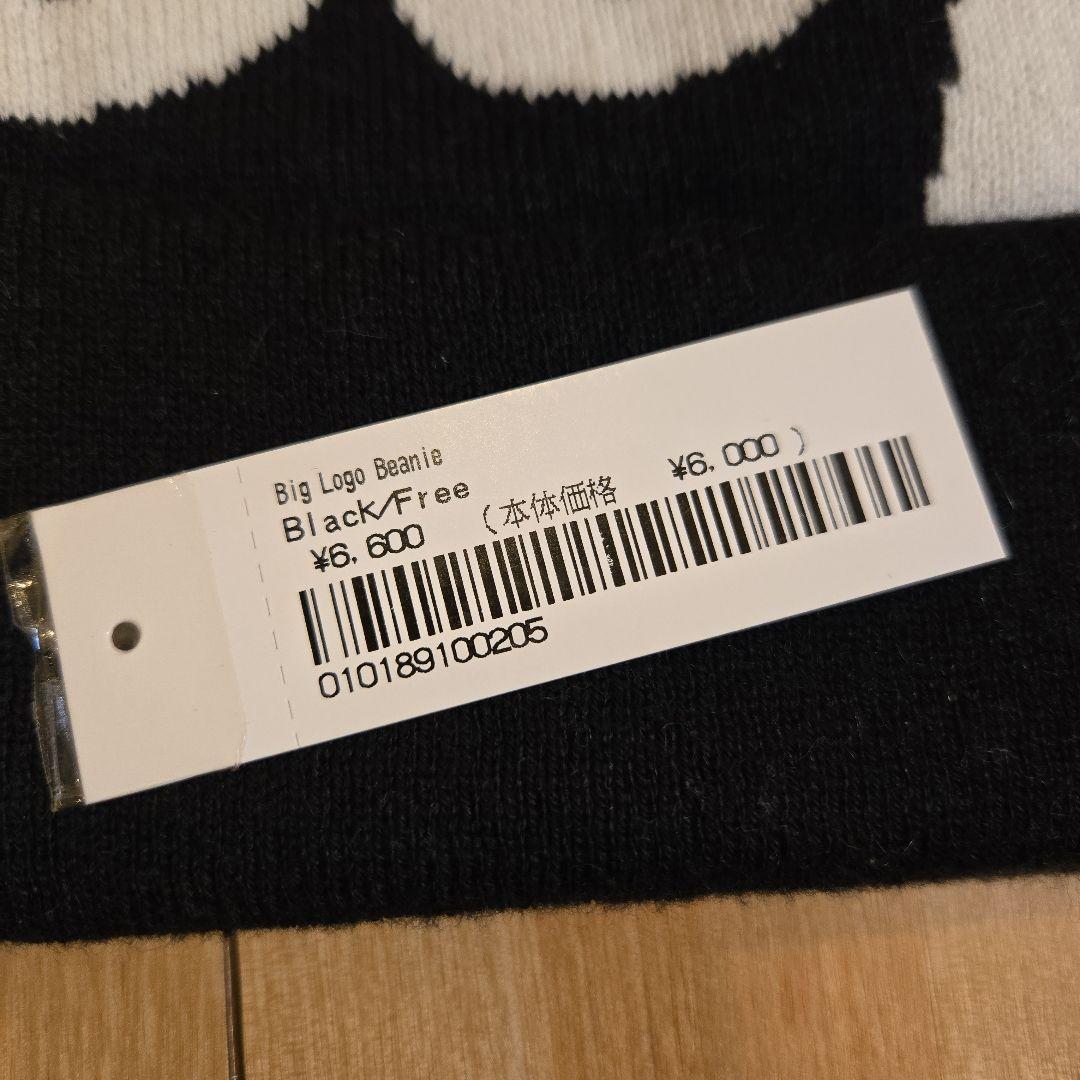 Big Logo Beanie
Black/Free
¥6,600 (本体価格 ¥6,000 )
010189100205